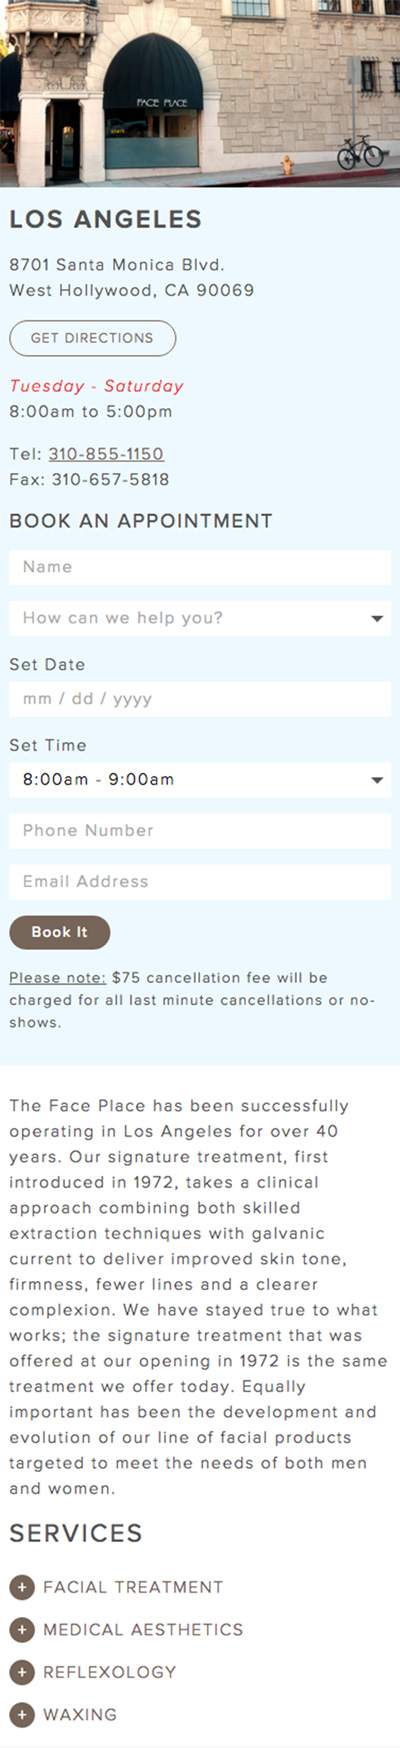 FACE PLACE
LOS ANGELES
8701 Santa Monica Blvd.
West Hollywood, CA 90069
GET DIRECTIONS
Tuesday - Saturday
8:00am to 5:00pm
Tel: 310-855-1150
Fax: 310-657-5818
BOOK AN APPOINTMENT
Name
How can we help you?
Set Date
mm / dd / yyyy
Set Time
8:00am - 9:00am
Phone Number
Email Address
Book It
Please note: $75 cancellation fee will be
charged for all last minute cancellations or no-
shows.
The Face Place has been successfully
operating in Los Angeles for over 40
years. Our signature treatment, first
introduced in 1972, takes a clinical
approach combining both skilled
extraction techniques with galvanic
current to deliver improved skin tone,
firmness, fewer lines and a clearer
complexion. We have stayed true to what
works; the signature treatment that was
offered at our opening in 1972 is the same
treatment we offer today. Equally
important has been the development and
evolution of our line of facial products
targeted to meet the needs of both men
and women.
SERVICES
+ FACIAL TREATMENT
+ MEDICAL AESTHETICS
+ REFLEXOLOGY
+ WAXING